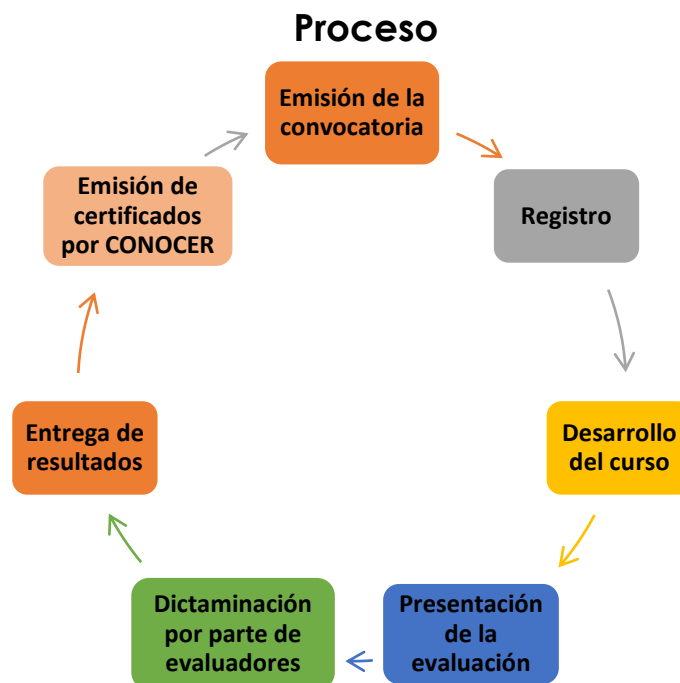 Proceso
Emisión de la
convocatoria
Registro
Desarrollo
del curso
Presentación
de la
evaluación
Dictaminación
por parte de
evaluadores
Entrega de
resultados
Emisión de
certificados
por CONOCER